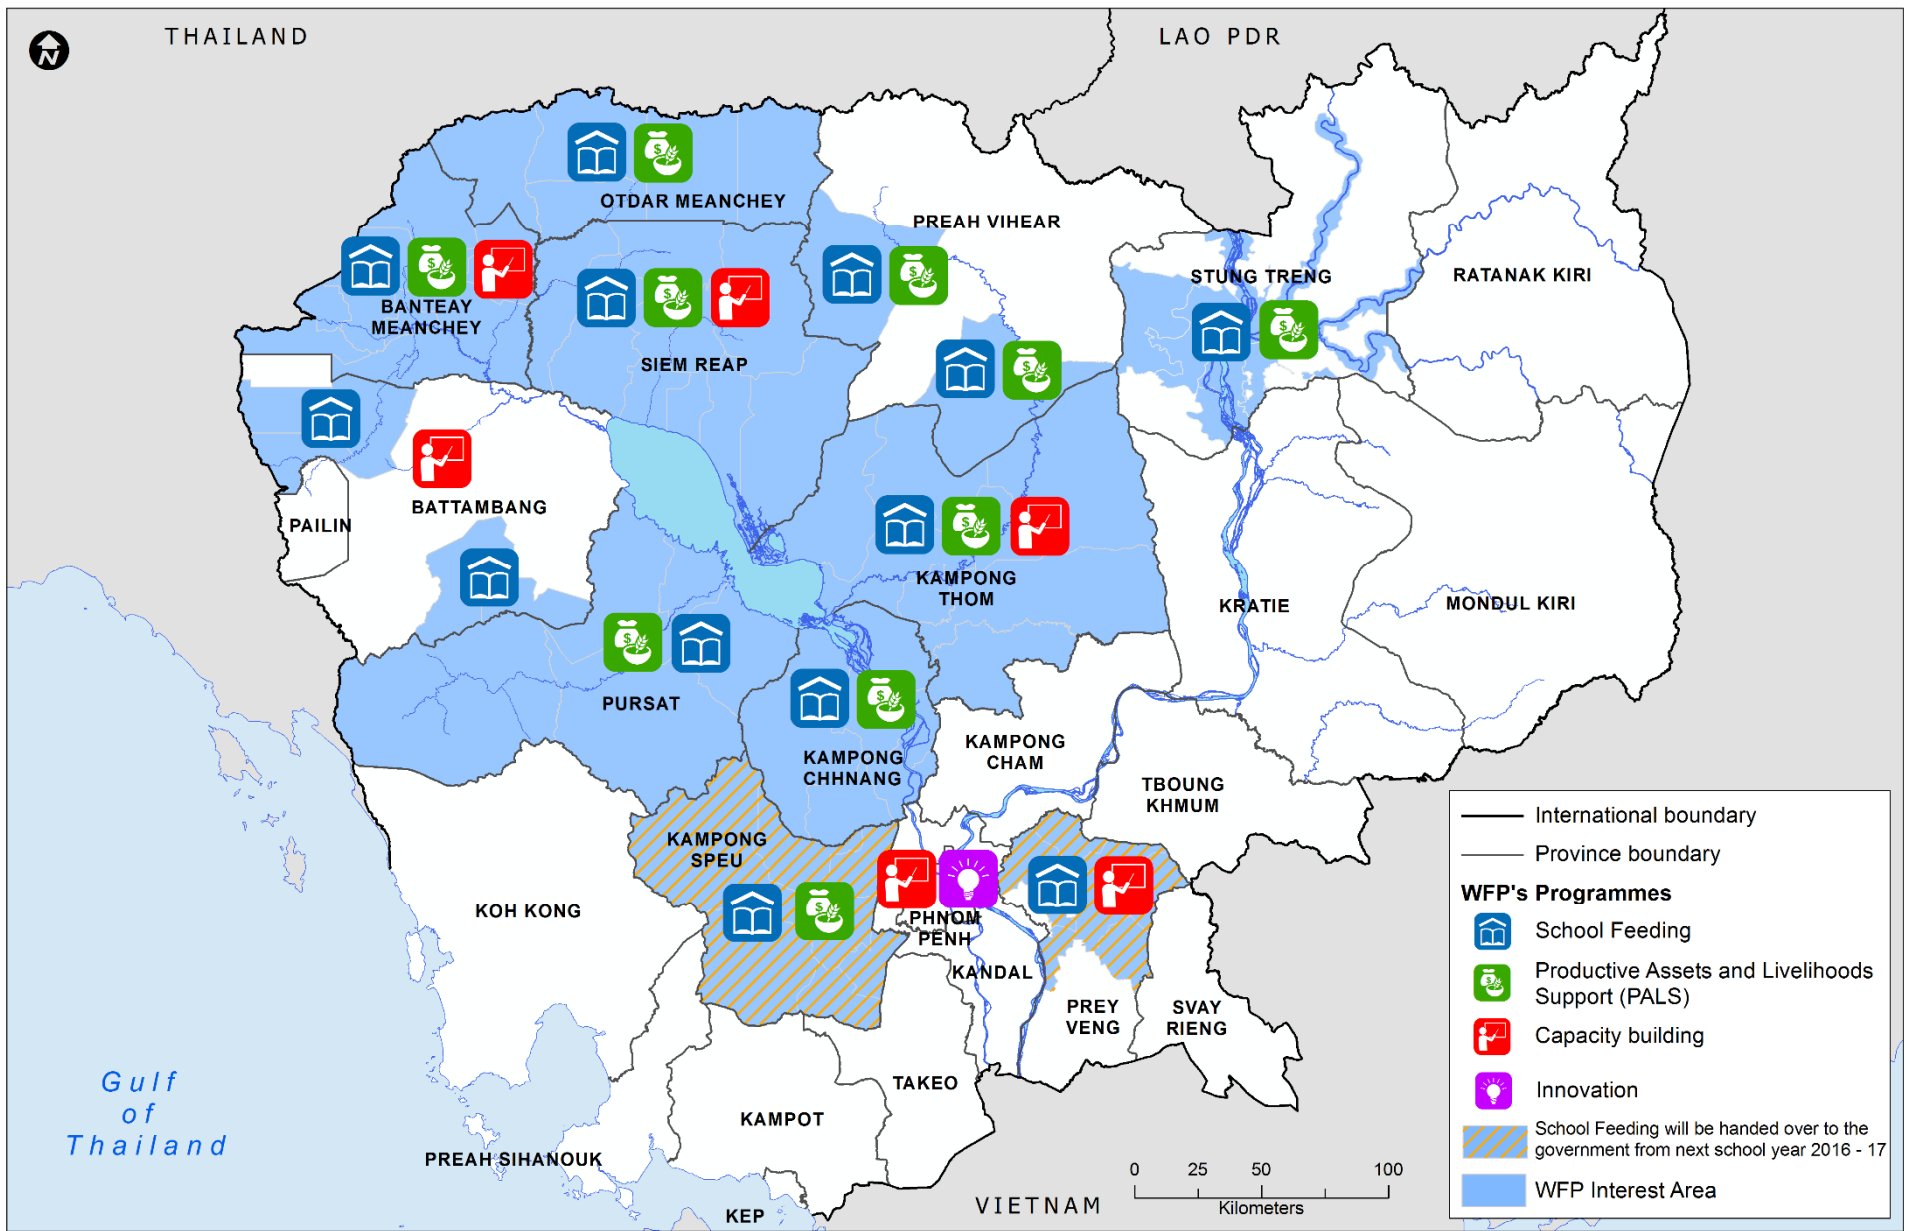 THAILAND
LAO PDR
N
OTDAR MEANCHEY
PREAH VIHEAR
STUNG TRENG
RATANAK KIRI
BANTEAY
MEANCHEY
SIEM REAP
BATTAMBANG
PAILIN
KAMPONG
THOM
KRATIE
MONDUL KIRI
PURSAT
KAMPONG
CHHNANG
KAMPONG
CHAM
TBOUNG
KHMUM
KAMPONG
SPEU
KOH KONG
PHNOM
PENH
KANDAL
PREY
VENG
SVAY
RIENG
TAKEO
KAMPOT
PREAH SIHANOUK
KEP
VIETNAM
Gulf
of
Thailand
0 25 50 100
Kilometers
International boundary
Province boundary
WFP's Programmes
School Feeding
Productive Assets and Livelihoods
Support (PALS)
Capacity building
Innovation
School Feeding will be handed over to the
government from next school year 2016 - 17
WFP Interest Area